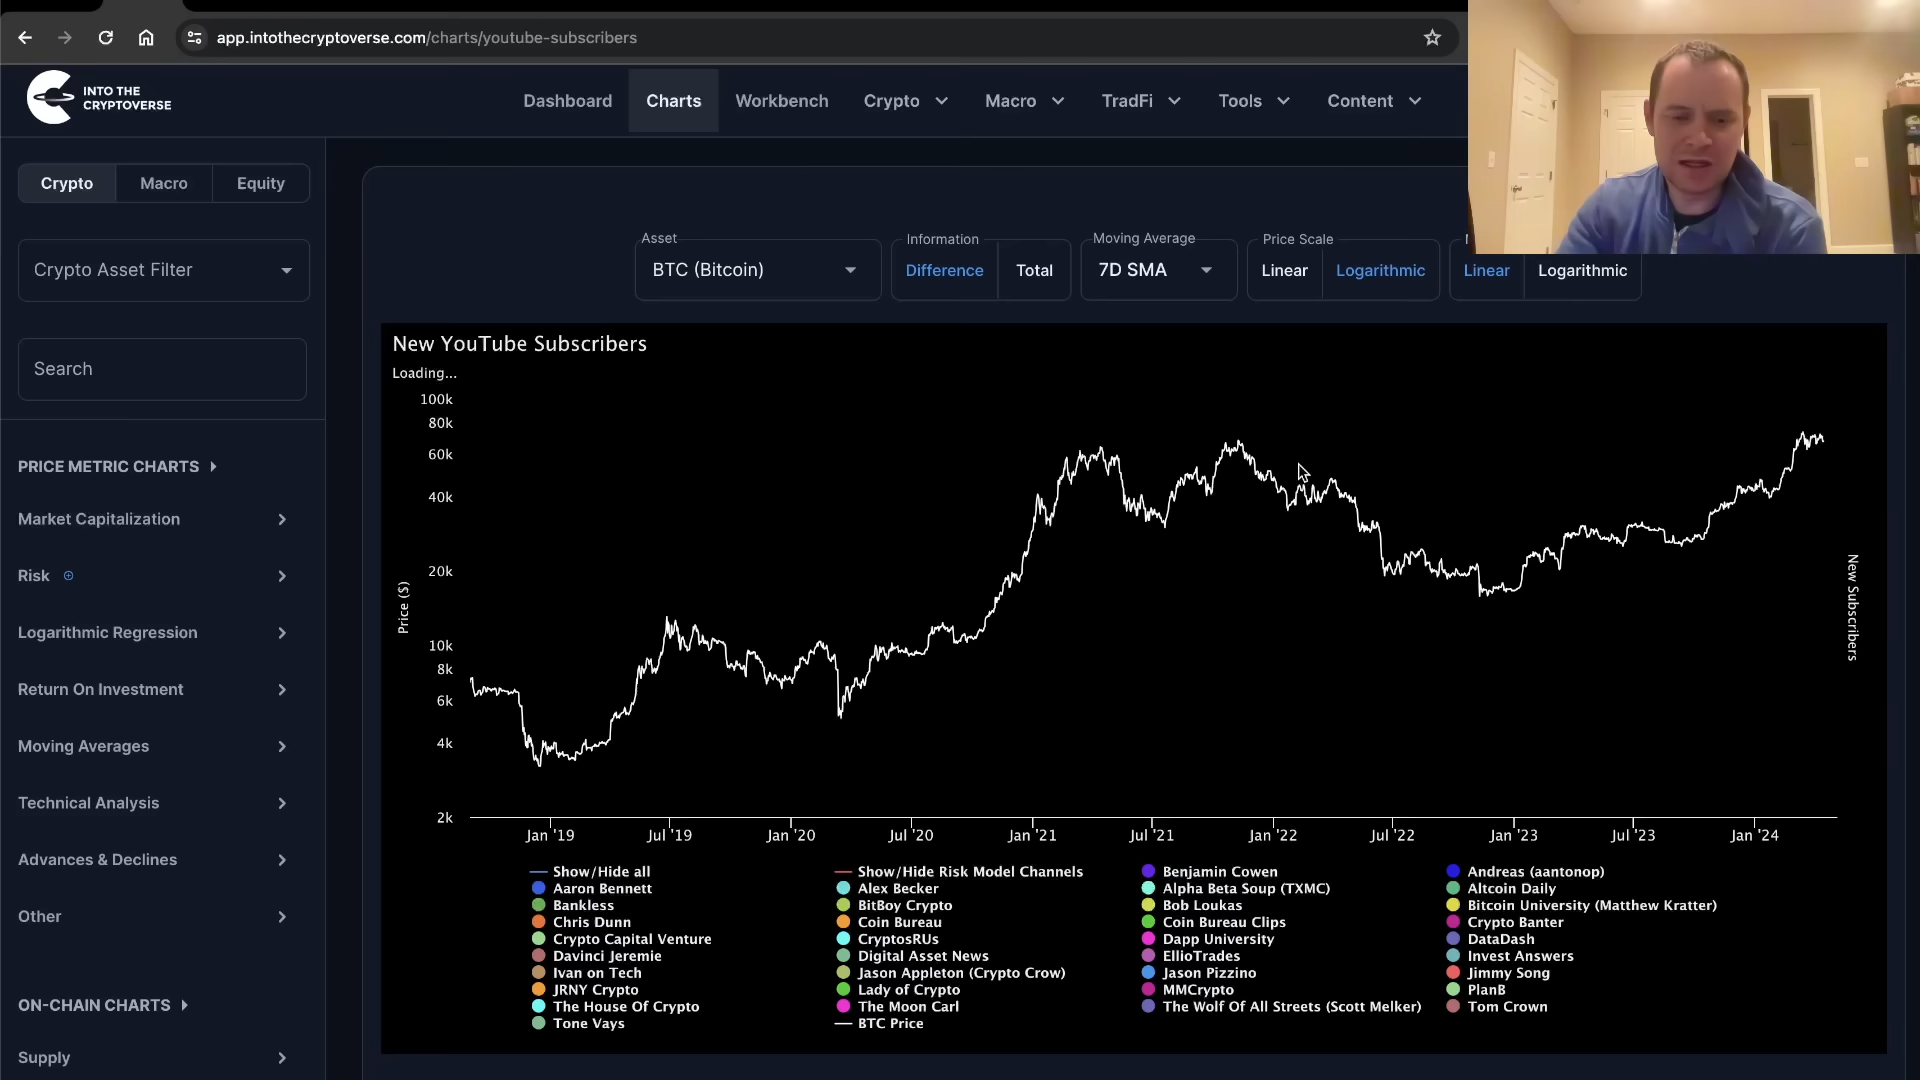 app.intothecryptoverse.com/charts/youtube-subscribers
INTO THE
CRYPTOVERSE
Dashboard Charts Workbench Crypto Macro TradFi Tools Content
Crypto Macro Equity
Crypto Asset Filter
Search
PRICE METRIC CHARTS
Market Capitalization
Risk
Logarithmic Regression
Return On Investment
Moving Averages
Technical Analysis
Advances & Declines
Other
ON-CHAIN CHARTS
Supply
Asset Information Moving Average Price Scale
BTC (Bitcoin) Difference Total 7D SMA Linear Logarithmic Linear Logarithmic
New YouTube Subscribers
Loading...
100k
80k
60k
40k
20k
10k
8k
6k
4k
2k
Price ($)
New Subscribers
Jan '19 Jul '19 Jan '20 Jul '20 Jan '21 Jul '21 Jan '22 Jul '22 Jan '23 Jul '23 Jan '24
Show/Hide all Show/Hide Risk Model Channels Benjamin Cowen Andreas (aantonop)
Aaron Bennett Alex Becker Alpha Beta Soup (TXMC) Altcoin Daily
Bankless BitBoy Crypto Bob Loukas Bitcoin University (Matthew Kratter)
Chris Dunn Coin Bureau Coin Bureau Clips Crypto Banter
Crypto Capital Venture CryptosRUs Dapp University DataDash
Davinci Jeremie Digital Asset News EllioTrades Invest Answers
Ivan on Tech Jason Appleton (Crypto Crow) Jason Pizzino Jimmy Song
JRNY Crypto Lady of Crypto MMCrypto PlanB
The House Of Crypto The Moon Carl The Wolf Of All Streets (Scott Melker) Tom Crown
Tone Vays BTC Price